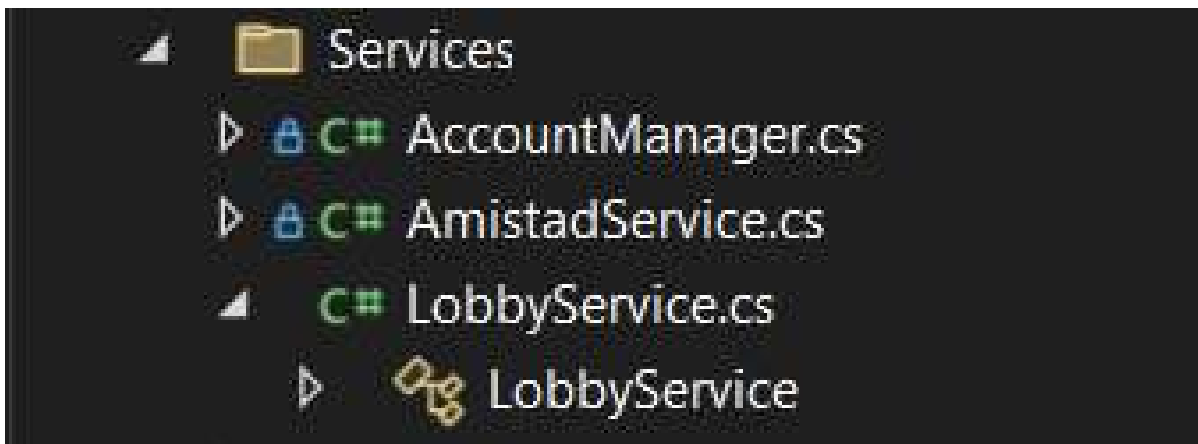 Services
C# AccountManager.cs
C# AmistadService.cs
C# LobbyService.cs
LobbyService